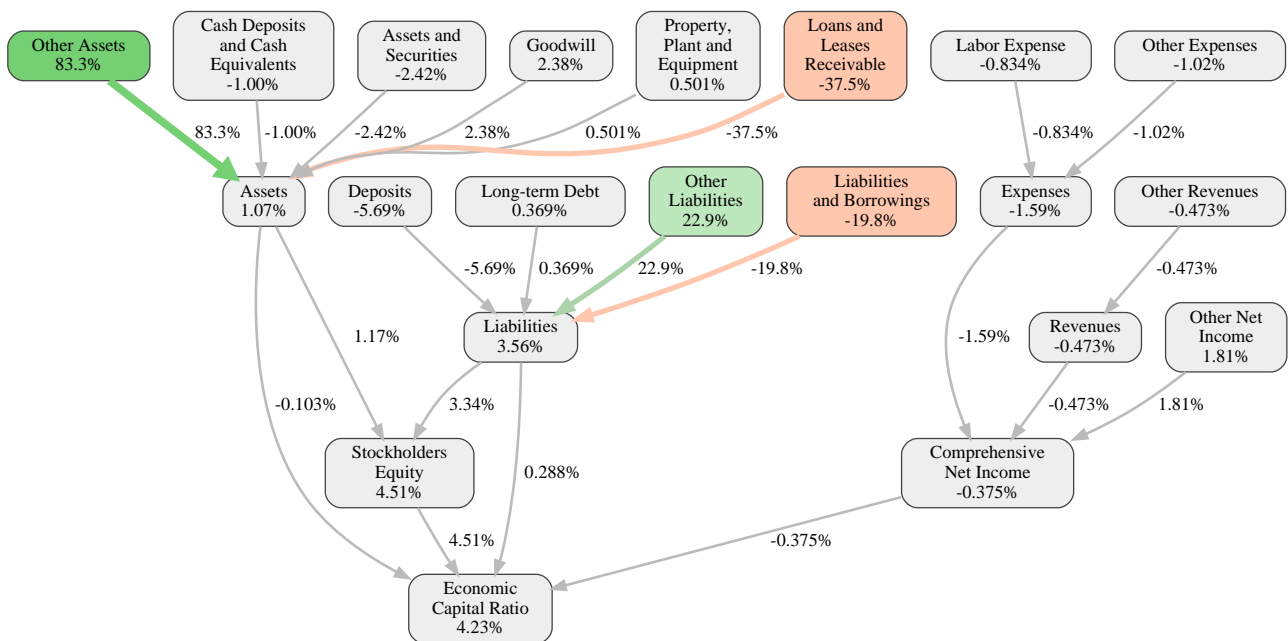 Other Assets
83.3%
Cash Deposits
and Cash
Equivalents
-1.00%
Assets and
Securities
-2.42%
Goodwill
2.38%
Property,
Plant and
Equipment
0.501%
Loans and
Leases
Receivable
-37.5%
Labor Expense
-0.834%
Other Expenses
-1.02%
83.3%
-1.00%
-2.42%
2.38%
0.501%
-37.5%
-0.834%
-1.02%
Assets
1.07%
Deposits
-5.69%
Long-term Debt
0.369%
Other
Liabilities
22.9%
Liabilities
and Borrowings
-19.8%
Expenses
-1.59%
Other Revenues
-0.473%
-5.69%
0.369%
22.9%
-19.8%
-0.473%
1.17%
Liabilities
3.56%
-1.59%
Revenues
-0.473%
Other Net
Income
1.81%
-0.103%
3.34%
0.288%
-0.473%
1.81%
Stockholders
Equity
4.51%
Comprehensive
Net Income
-0.375%
4.51%
-0.375%
Economic
Capital Ratio
4.23%